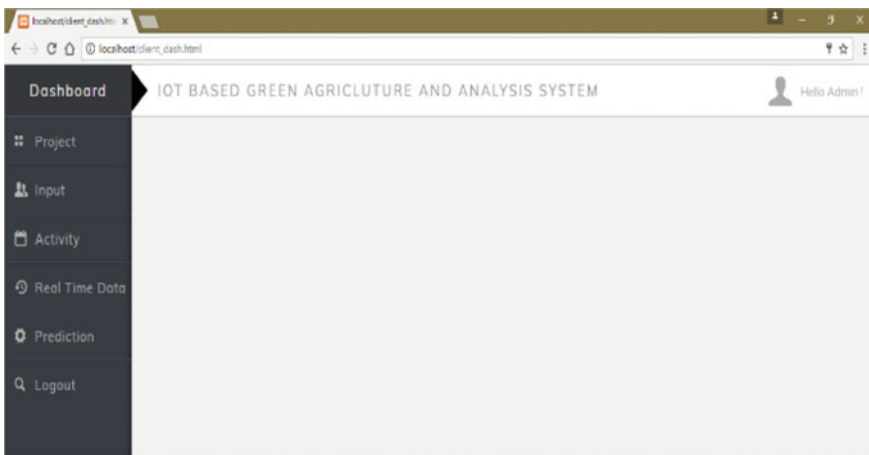 localhost/client_dash.htm
localhost/client_dash.html
Dashboard
IOT BASED GREEN AGRICLUTURE AND ANALYSIS SYSTEM
Hello Admin!
Project
Input
Activity
Real Time Data
Prediction
Logout